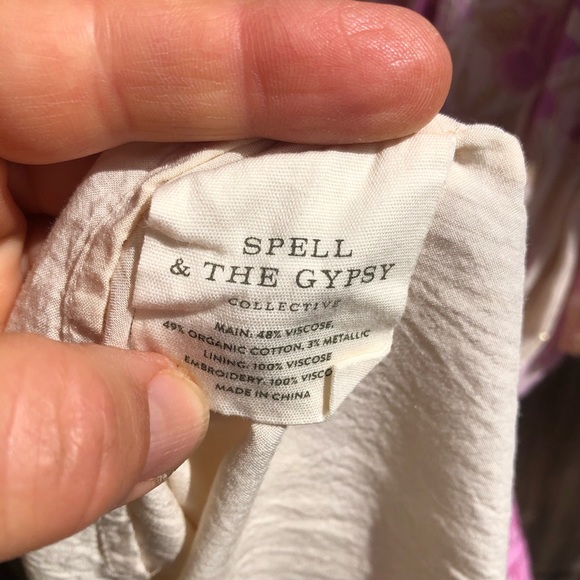 SPELL
& THE GYPSY
COLLECTIVE
MAIN: 48% VISCOSE,
49% ORGANIC COTTON, 3% METALLIC
LINING: 100% VISCOSE
EMBROIDERY: 100% VISCO
MADE IN CHINA